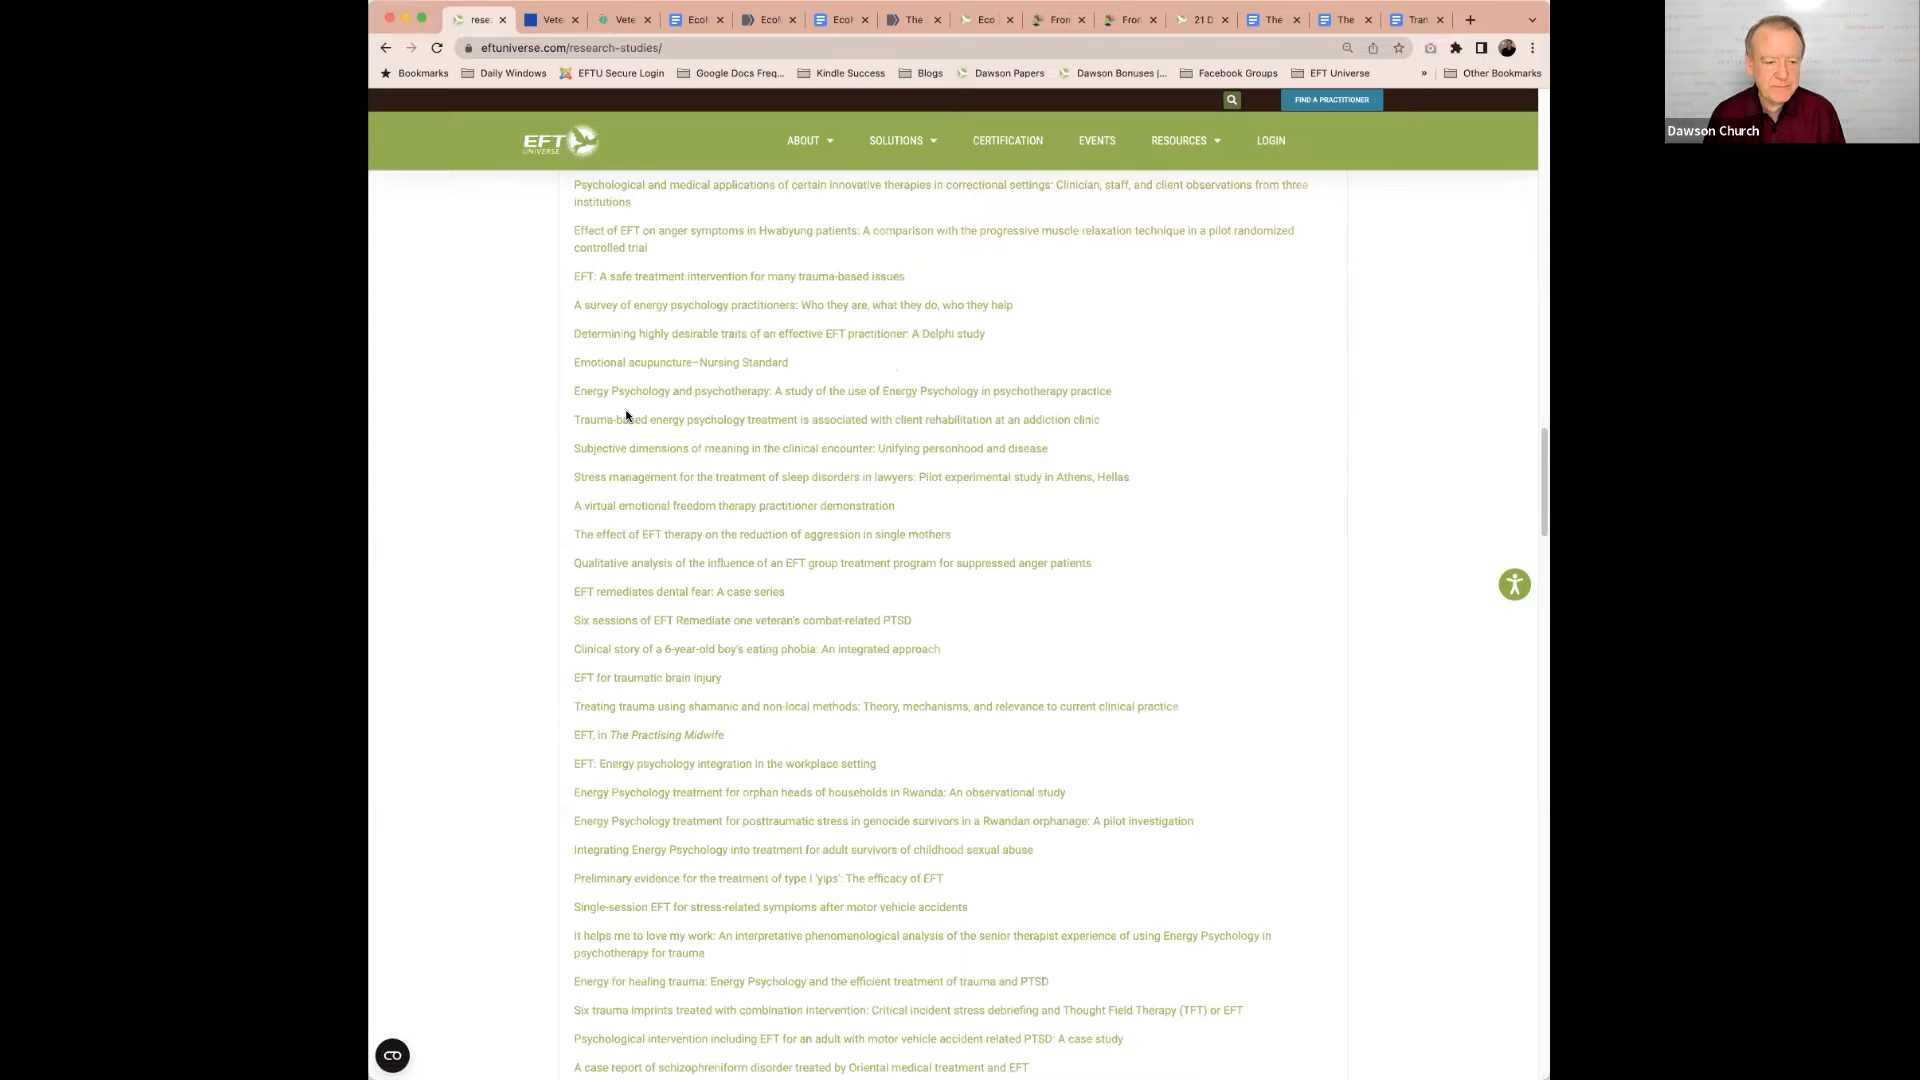 rese
Vete
Vete
Ecol
EcoM
Ecol
The
Eco
Fron
Fron
21 D
The
The
Tran
eftuniverse.com/research-studies/
Bookmarks
Daily Windows
EFTU Secure Login
Google Docs Freq...
Kindle Success
Blogs
Dawson Papers
Dawson Bonuses |...
Facebook Groups
EFT Universe
»
Other Bookmarks
Dawson Church
FIND A PRACTITIONER
EFT
UNIVERSE
ABOUT
SOLUTIONS
CERTIFICATION
EVENTS
RESOURCES
LOGIN
Psychological and medical applications of certain innovative therapies in correctional settings: Clinician, staff, and client observations from three
institutions
Effect of EFT on anger symptoms in Hwabyung patients: A comparison with the progressive muscle relaxation technique in a pilot randomized
controlled trial
EFT: A safe treatment intervention for many trauma-based issues
A survey of energy psychology practitioners: Who they are, what they do, who they help
Determining highly desirable traits of an effective EFT practitioner: A Delphi study
Emotional acupuncture–Nursing Standard
Energy Psychology and psychotherapy: A study of the use of Energy Psychology in psychotherapy practice
Trauma-based energy psychology treatment is associated with client rehabilitation at an addiction clinic
Subjective dimensions of meaning in the clinical encounter: Unifying personhood and disease
Stress management for the treatment of sleep disorders in lawyers: Pilot experimental study in Athens, Hellas
A virtual emotional freedom therapy practitioner demonstration
The effect of EFT therapy on the reduction of aggression in single mothers
Qualitative analysis of the influence of an EFT group treatment program for suppressed anger patients
EFT remediates dental fear: A case series
Six sessions of EFT Remediate one veteran's combat-related PTSD
Clinical story of a 6-year-old boy's eating phobia: An integrated approach
EFT for traumatic brain injury
Treating trauma using shamanic and non-local methods: Theory, mechanisms, and relevance to current clinical practice
EFT, in The Practising Midwife
EFT: Energy psychology integration in the workplace setting
Energy Psychology treatment for orphan heads of households in Rwanda: An observational study
Energy Psychology treatment for posttraumatic stress in genocide survivors in a Rwandan orphanage: A pilot investigation
Integrating Energy Psychology into treatment for adult survivors of childhood sexual abuse
Preliminary evidence for the treatment of type I 'yips': The efficacy of EFT
Single-session EFT for stress-related symptoms after motor vehicle accidents
It helps me to love my work: An interpretative phenomenological analysis of the senior therapist experience of using Energy Psychology in
psychotherapy for trauma
Energy for healing trauma: Energy Psychology and the efficient treatment of trauma and PTSD
Six trauma imprints treated with combination intervention: Critical incident stress debriefing and Thought Field Therapy (TFT) or EFT
Psychological intervention including EFT for an adult with motor vehicle accident related PTSD: A case study
A case report of schizophreniform disorder treated by Oriental medical treatment and EFT